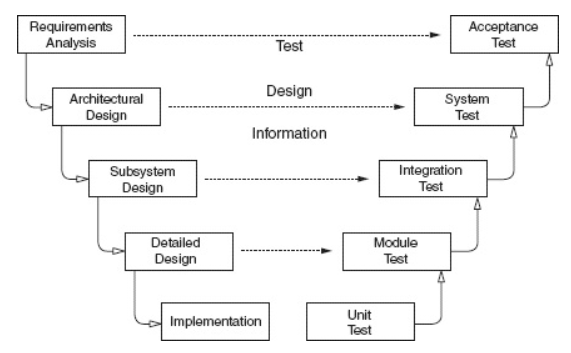 Requirements
Analysis
Acceptance
Test
Test
Architectural
Design
Design
System
Test
Information
Subsystem
Design
Integration
Test
Detailed
Design
Module
Test
Implementation
Unit
Test